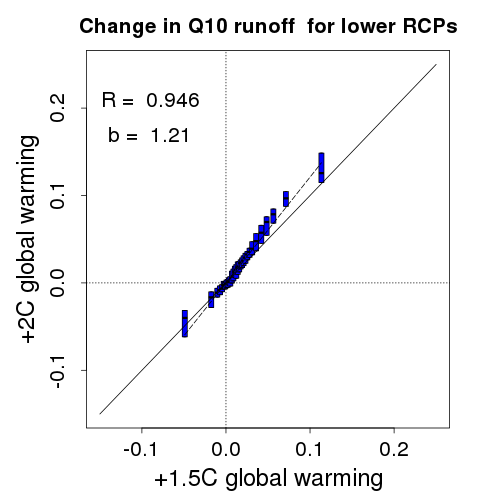 Change in Q10 runoff  for lower RCPs
R =  0.946
b =  1.21
+2C global warming
0.2
0.1
0.0
-0.1
-0.1 0.0 0.1 0.2
+1.5C global warming